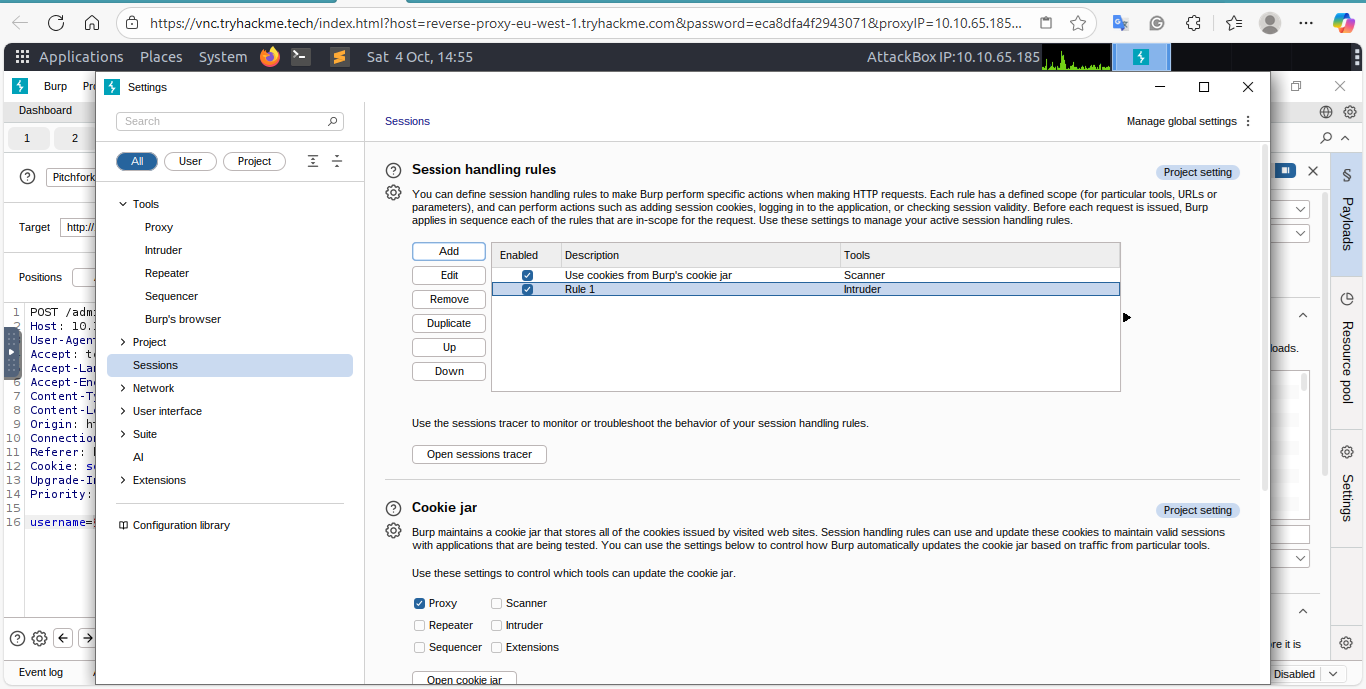 https://vnc.tryhackme.tech/index.html?host=reverse-proxy-eu-west-1.tryhackme.com&password=eca8dfa4f2943071&proxyIP=10.10.65.185...
Applications Places System Sat 4 Oct, 14:55 AttackBox IP:10.10.65.185
Burp Pr
Settings
Dashboard
1 2
Search
Sessions
Manage global settings
All User Project
Pitchfork
Target http://
Positions
Tools
Proxy
Intruder
Repeater
Sequencer
Burp's browser
Project
Sessions
Network
User interface
Suite
AI
Extensions
Configuration library
Session handling rules
Project setting
You can define session handling rules to make Burp perform specific actions when making HTTP requests. Each rule has a defined scope (for particular tools, URLs or
parameters), and can perform actions such as adding session cookies, logging in to the application, or checking session validity. Before each request is issued, Burp
applies in sequence each of the rules that are in-scope for the request. Use these settings to manage your active session handling rules.
Add
Edit
Remove
Duplicate
Up
Down
Enabled Description Tools
Use cookies from Burp's cookie jar Scanner
Rule 1 Intruder
Use the sessions tracer to monitor or troubleshoot the behavior of your session handling rules.
Open sessions tracer
Cookie jar
Project setting
Burp maintains a cookie jar that stores all of the cookies issued by visited web sites. Session handling rules can use and update these cookies to maintain valid sessions
with applications that are being tested. You can use the settings below to control how Burp automatically updates the cookie jar based on traffic from particular tools.
Use these settings to control which tools can update the cookie jar.
Proxy Scanner
Repeater Intruder
Sequencer Extensions
Open cookie jar
1 POST /adm
2 Host: 10.
User-Agen
Accept: t
Accept-La
6 Accept-En
7 Content-Ty
8 Content-Le
9 Origin: h
10 Connection
11 Referer:
12 Cookie: se
13 Upgrade-In
14 Priority:
15
16 username=
Event log
Payloads
Resource pool
Settings
loads.
re it is
Disabled